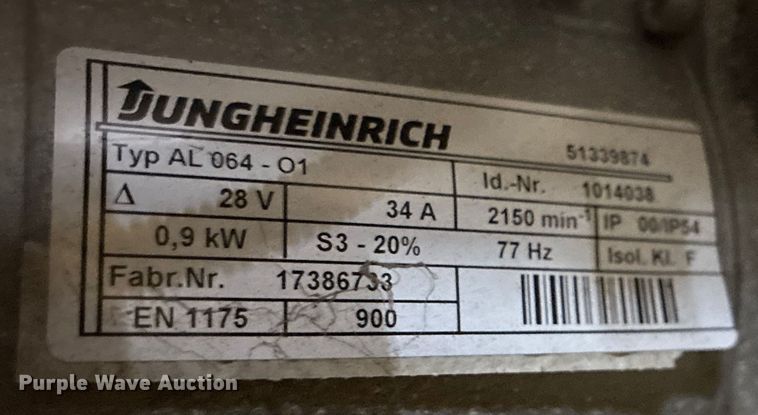 JUNGHEINRICH
51339874
Typ AL 064 - O1
Id.-Nr. 1014038
Δ 28 V 34 A 2150 min⁻¹ IP 00/IP54
0,9 kW S3 - 20% 77 Hz Isol. Kl. F
Fabr.Nr. 17386733
EN 1175 900
Purple Wave Auction